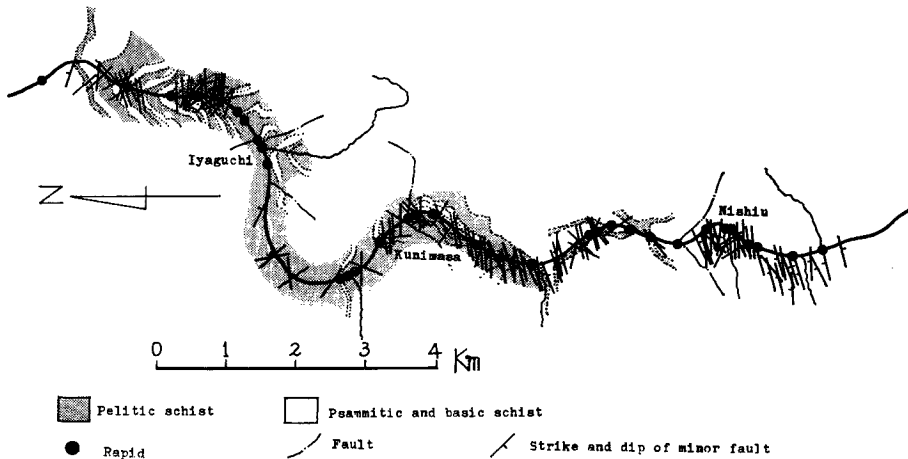 Iyaguchi
N
Nishiu
Kunimasa
0 1 2 3 4 Km
Pelitic schist
Psammitic and basic schist
Rapid
Fault
Strike and dip of minor fault